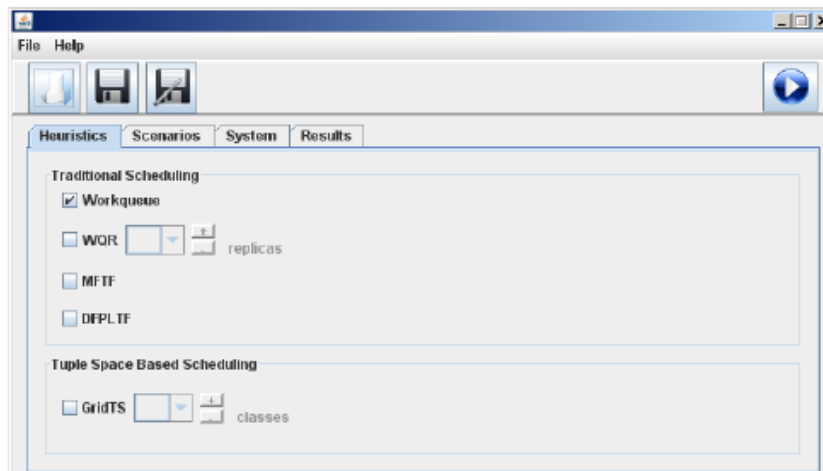 File Help
Heuristics Scenarios System Results
Traditional Scheduling
Workqueue
WQR replicas
MFTF
DFPLTF
Tuple Space Based Scheduling
GridTS classes